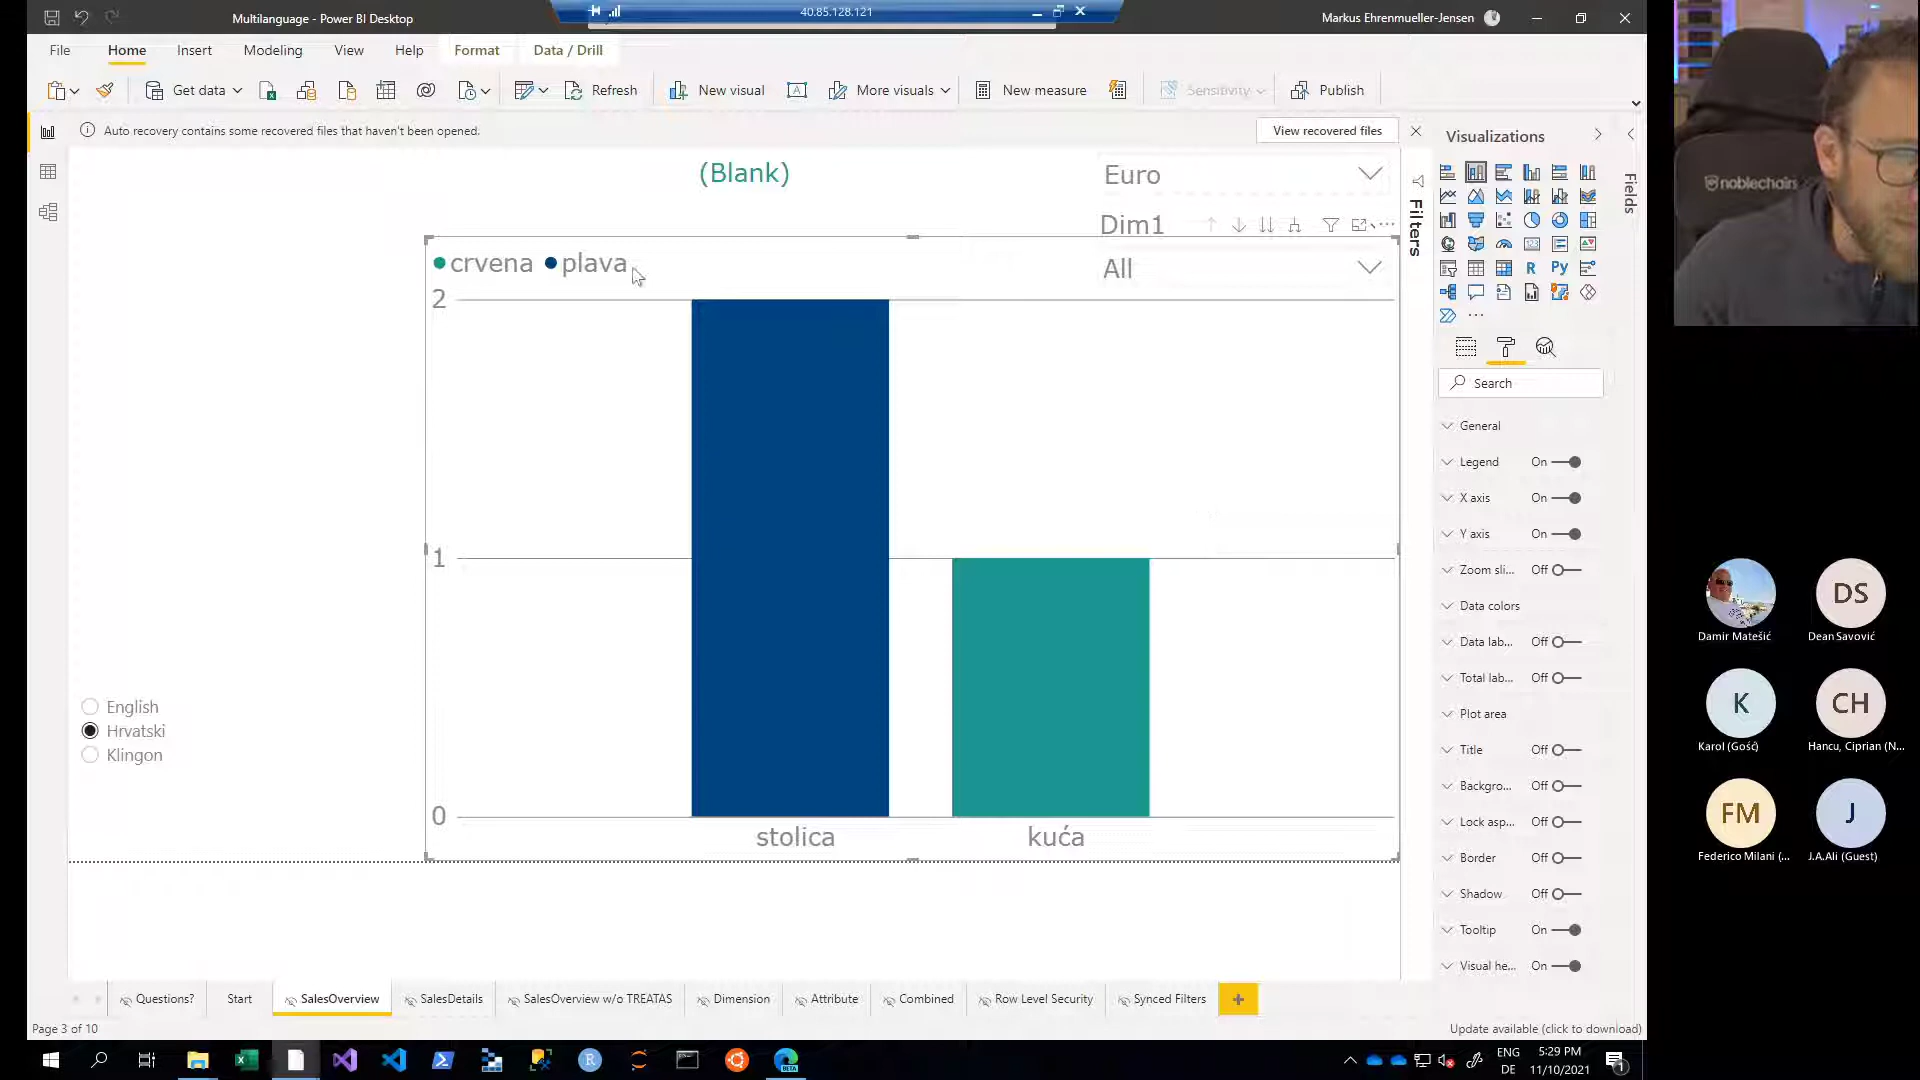 Multilanguage - Power BI Desktop
40.85.128.121
Markus Ehrenmueller-Jensen
File
Home
Insert
Modeling
View
Help
Format
Data / Drill
Get data
Refresh
New visual
More visuals
New measure
Sensitivity
Publish
Auto recovery contains some recovered files that haven't been opened.
View recovered files
(Blank)
Euro
Dim1
crvena
plava
All
2
1
0
stolica
kuća
English
Hrvatski
Klingon
Filters
Visualizations
Fields
R
Py
Search
General
Legend On
X axis On
Y axis On
Zoom sli... Off
Data colors
Data lab... Off
Total lab... Off
Plot area
Title Off
Backgro... Off
Lock asp... Off
Border Off
Shadow Off
Tooltip On
Visual he... On
Questions?
Start
SalesOverview
SalesDetails
SalesOverview w/o TREATAS
Dimension
Attribute
Combined
Row Level Security
Synced Filters
+
Page 3 of 10
Update available (click to download)
ENG
DE
5:29 PM
11/10/2021
1
noblechairs
Damir Matešić
DS
Dean Savović
K
Karol (Gość)
CH
Hancu, Ciprian (N...
FM
Federico Milani (...
J
J.A.Ali (Guest)